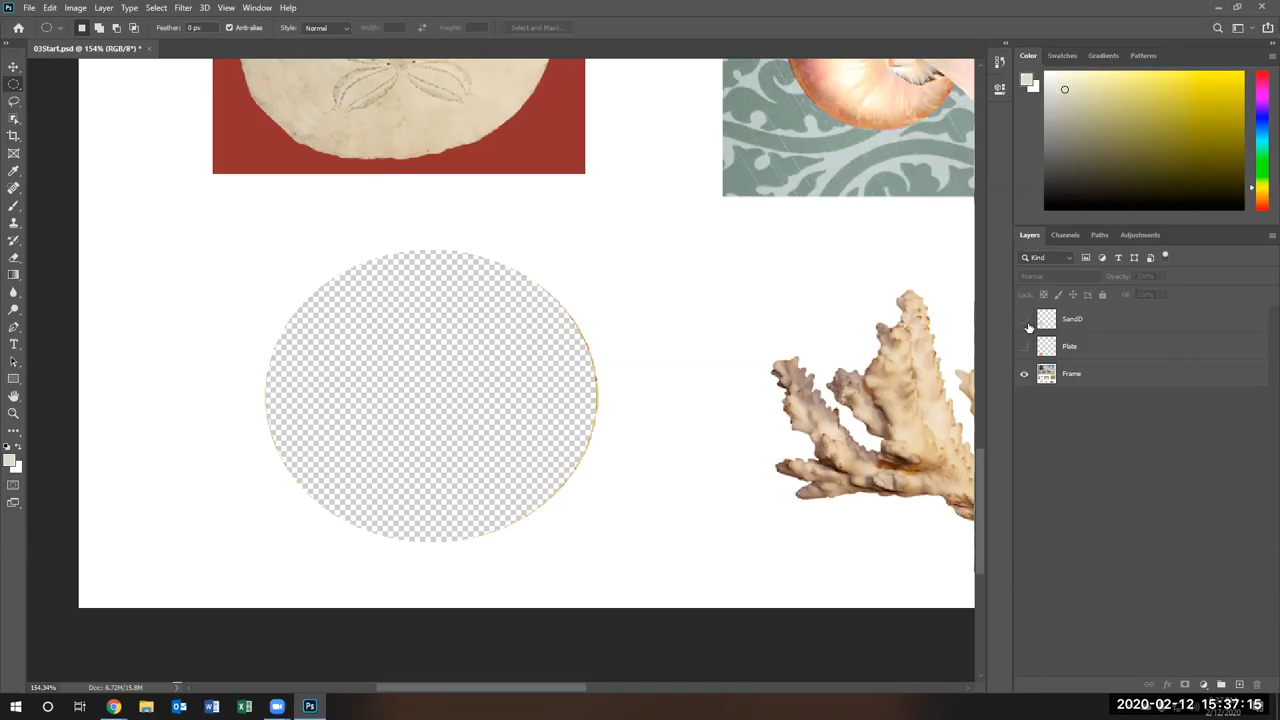 File Edit Image Layer Type Select Filter 3D View Window Help
Feather: 0 px Anti-alias Style: Normal Width: Height: Select and Mask...
03Start.psd @ 154% (RGB/8*) * ×
Color Swatches Gradients Patterns
Layers Channels Paths Adjustments
Kind
Normal Opacity: 100%
Lock: Fill: 100%
SandD
Plate
Frame
154.34% Doc: 8.72M/15.8M
2020-02-12 15:37:15